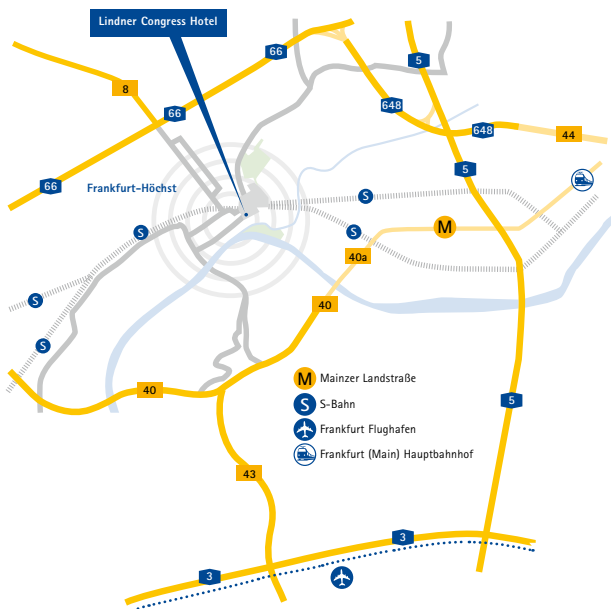 Lindner Congress Hotel
66
5
8
66
648
648
44
5
66
Frankfurt-Höchst
S
S
M
S
40a
S
40
S
40
M Mainzer Landstraße
S S-Bahn
Frankfurt Flughafen
Frankfurt (Main) Hauptbahnhof
5
43
3
3